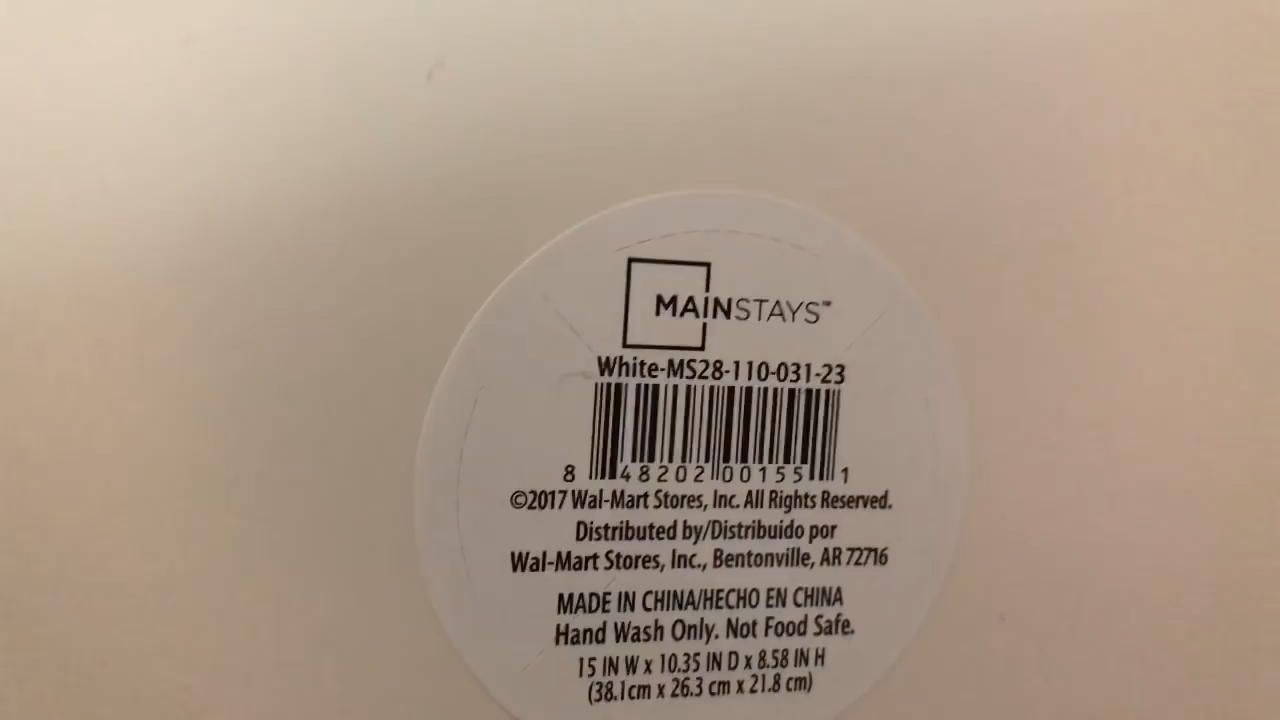 MAINSTAYS™
White-MS28-110-031-23
8 48202 00155 1
©2017 Wal-Mart Stores, Inc. All Rights Reserved.
Distributed by/Distribuido por
Wal-Mart Stores, Inc., Bentonville, AR 72716
MADE IN CHINA/HECHO EN CHINA
Hand Wash Only. Not Food Safe.
15 IN W x 10.35 IN D x 8.58 IN H
(38.1cm x 26.3 cm x 21.8 cm)